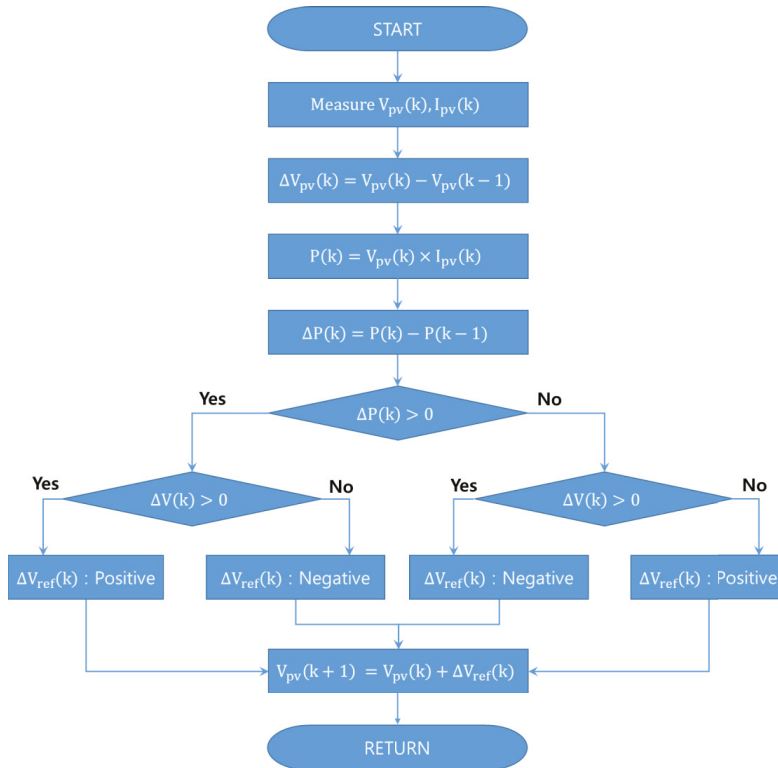 START
Measure Vpv(k), Ipv(k)
ΔVpv(k) = Vpv(k) − Vpv(k − 1)
P(k) = Vpv(k) × Ipv(k)
ΔP(k) = P(k) − P(k − 1)
Yes
ΔP(k) > 0
No
Yes
ΔV(k) > 0
No
Yes
ΔV(k) > 0
No
ΔVref(k) : Positive
ΔVref(k) : Negative
ΔVref(k) : Negative
ΔVref(k) : Positive
Vpv(k + 1) = Vpv(k) + ΔVref(k)
RETURN